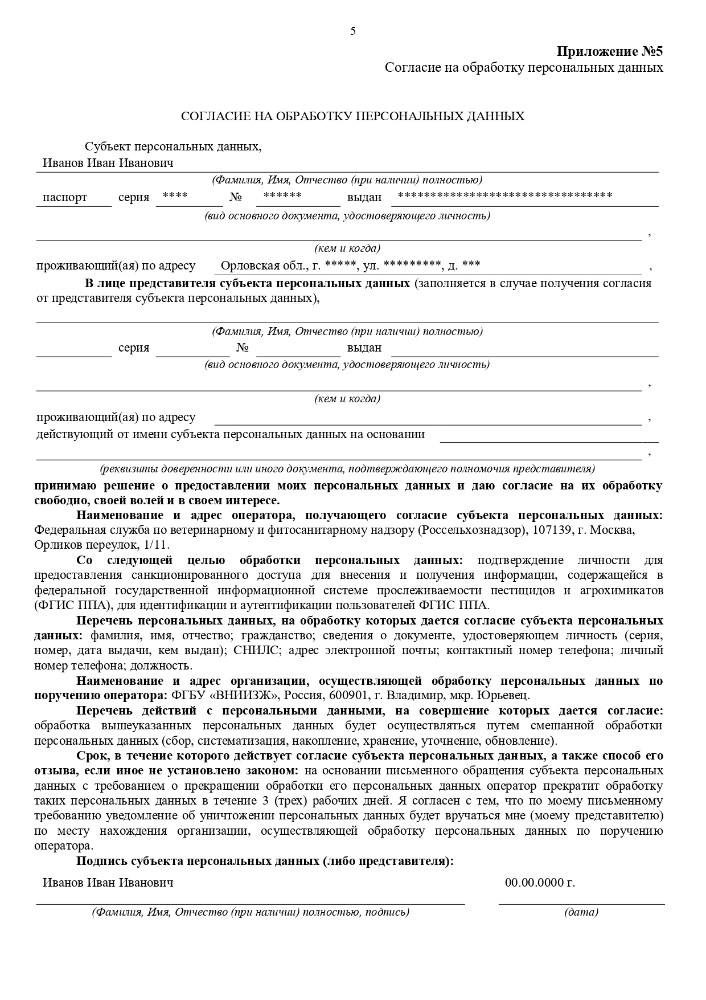 5
Приложение №5
Согласие на обработку персональных данных
СОГЛАСИЕ НА ОБРАБОТКУ ПЕРСОНАЛЬНЫХ ДАННЫХ
Субъект персональных данных,
Иванов Иван Иванович
(Фамилия, Имя, Отчество (при наличии) полностью)
паспорт серия **** № ****** выдан *********************************
(вид основного документа, удостоверяющего личность)
,
(кем и когда)
проживающий(ая) по адресу Орловская обл., г. *****, ул. *********, д. *** ,
В лице представителя субъекта персональных данных (заполняется в случае получения согласия
от представителя субъекта персональных данных),
(Фамилия, Имя, Отчество (при наличии) полностью)
серия № выдан
(вид основного документа, удостоверяющего личность)
,
(кем и когда)
проживающий(ая) по адресу ,
действующий от имени субъекта персональных данных на основании
,
(реквизиты доверенности или иного документа, подтверждающего полномочия представителя)
принимаю решение о предоставлении моих персональных данных и даю согласие на их обработку
свободно, своей волей и в своем интересе.
Наименование и адрес оператора, получающего согласие субъекта персональных данных:
Федеральная служба по ветеринарному и фитосанитарному надзору (Россельхознадзор), 107139, г. Москва,
Орликов переулок, 1/11.
Со следующей целью обработки персональных данных: подтверждение личности для
предоставления санкционированного доступа для внесения и получения информации, содержащейся в
федеральной государственной информационной системе прослеживаемости пестицидов и агрохимикатов
(ФГИС ППА), для идентификации и аутентификации пользователей ФГИС ППА.
Перечень персональных данных, на обработку которых дается согласие субъекта персональных
данных: фамилия, имя, отчество; гражданство; сведения о документе, удостоверяющем личность (серия,
номер, дата выдачи, кем выдан); СНИЛС; адрес электронной почты; контактный номер телефона; личный
номер телефона; должность.
Наименование и адрес организации, осуществляющей обработку персональных данных по
поручению оператора: ФГБУ «ВНИИЗЖ», Россия, 600901, г. Владимир, мкр. Юрьевец.
Перечень действий с персональными данными, на совершение которых дается согласие:
обработка вышеуказанных персональных данных будет осуществляться путем смешанной обработки
персональных данных (сбор, систематизация, накопление, хранение, уточнение, обновление).
Срок, в течение которого действует согласие субъекта персональных данных, а также способ его
отзыва, если иное не установлено законом: на основании письменного обращения субъекта персональных
данных с требованием о прекращении обработки его персональных данных оператор прекратит обработку
таких персональных данных в течение 3 (трех) рабочих дней. Я согласен с тем, что по моему письменному
требованию уведомление об уничтожении персональных данных будет вручаться мне (моему представителю)
по месту нахождения организации, осуществляющей обработку персональных данных по поручению
оператора.
Подпись субъекта персональных данных (либо представителя):
Иванов Иван Иванович 00.00.0000 г.
(Фамилия, Имя, Отчество (при наличии) полностью, подпись) (дата)